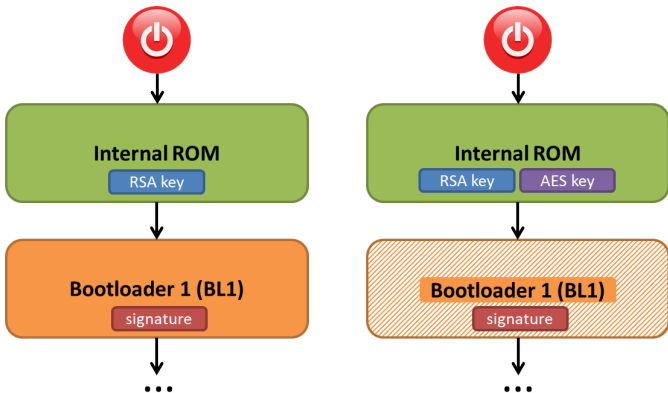 Internal ROM
RSA key
Bootloader 1 (BL1)
signature
...
Internal ROM
RSA key AES key
Bootloader 1 (BL1)
signature
...